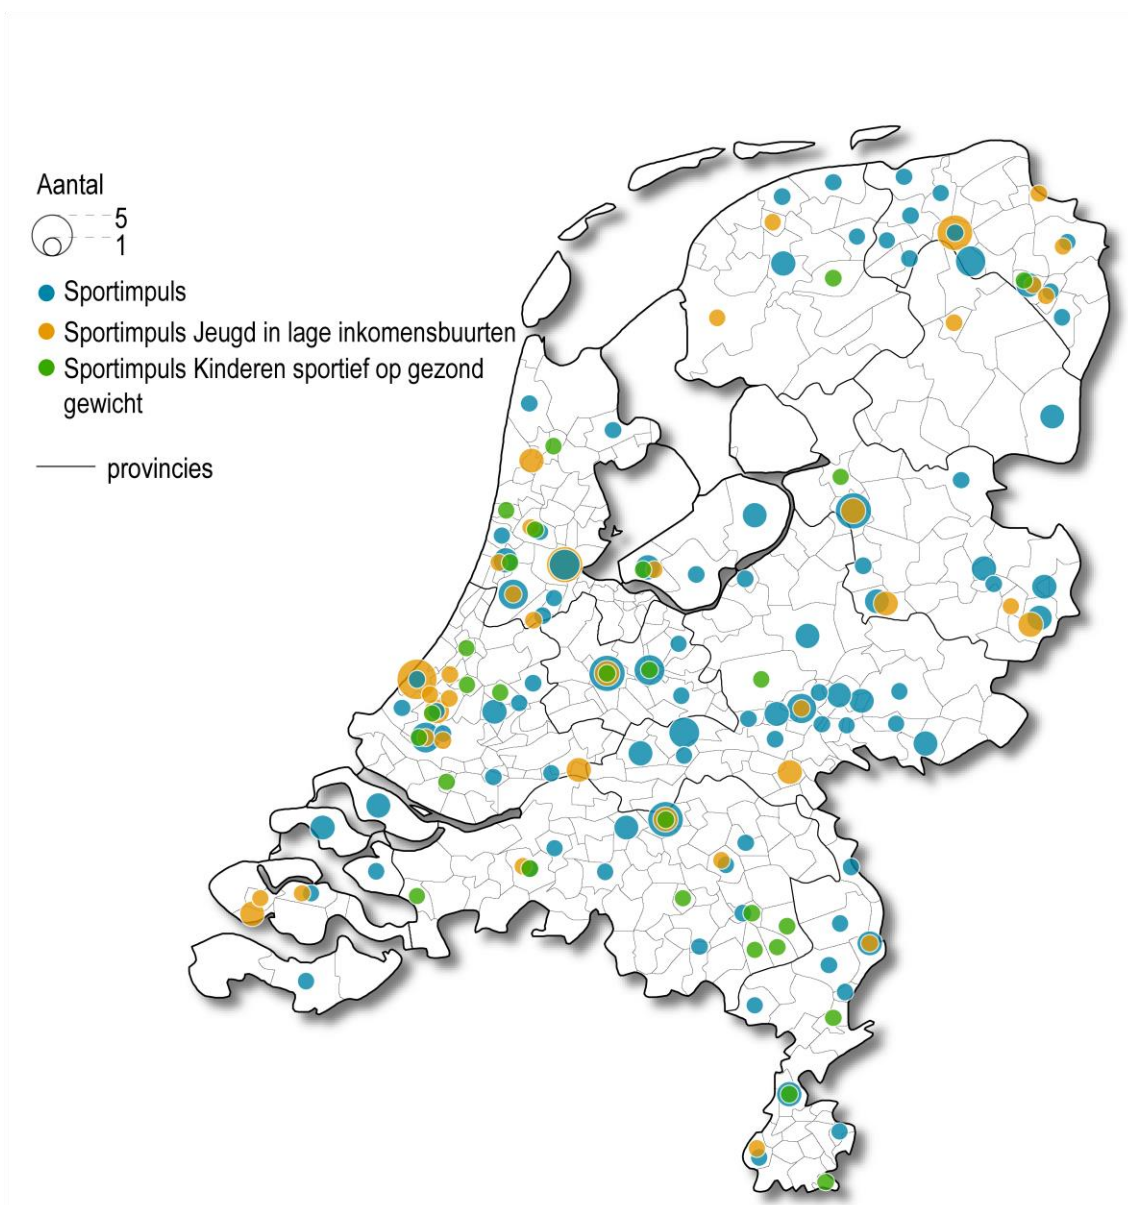 Aantal
5
1
Sportimpuls
Sportimpuls Jeugd in lage inkomensbuurten
Sportimpuls Kinderen sportief op gezond
gewicht
provincies